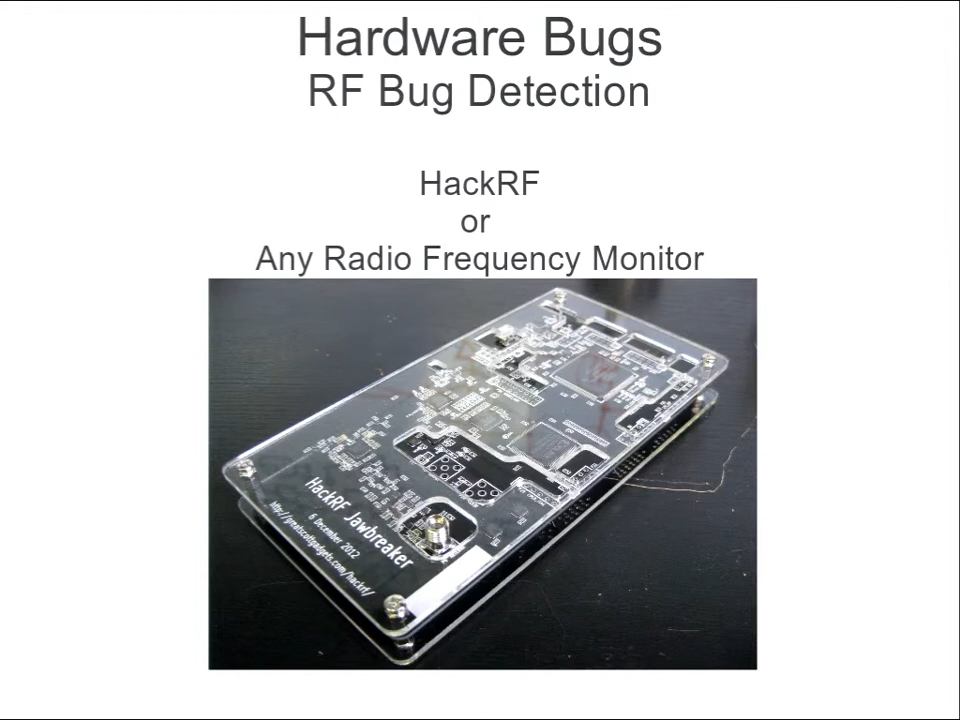 Hardware Bugs
RF Bug Detection
HackRF
or
Any Radio Frequency Monitor
HackRF Jawbreaker
6 December 2012
http://greatscottgadgets.com/hackrf/